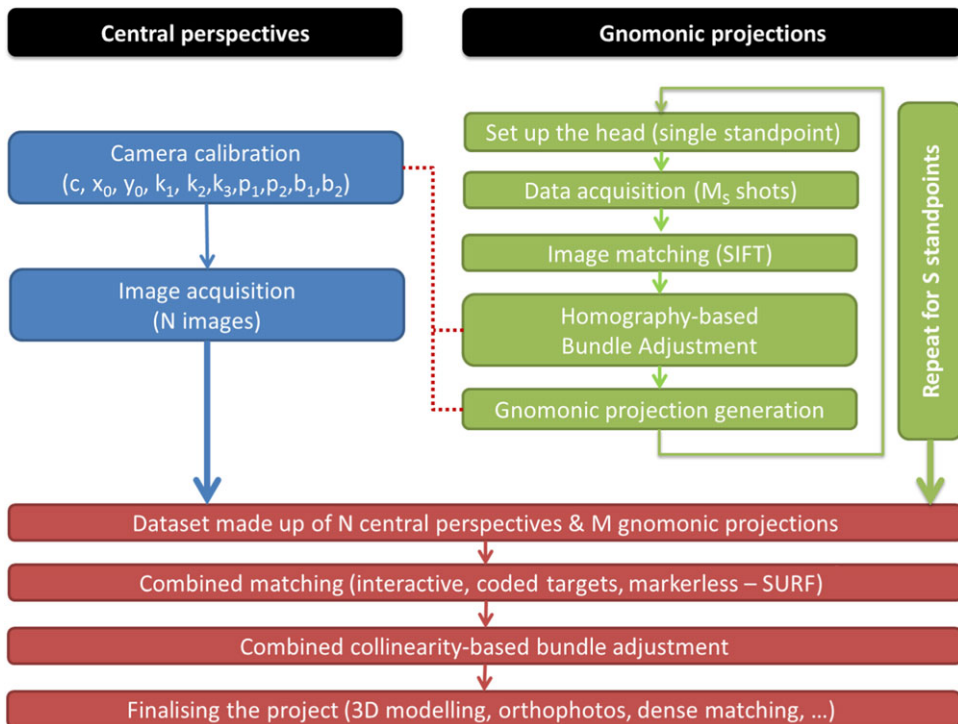 Central perspectives
Gnomonic projections
Camera calibration
(c, x₀, y₀, k₁, k₂,k₃,p₁,p₂,b₁,b₂)
Image acquisition
(N images)
Set up the head (single standpoint)
Data acquisition (Mₛ shots)
Image matching (SIFT)
Homography-based
Bundle Adjustment
Gnomonic projection generation
Repeat for S standpoints
Dataset made up of N central perspectives & M gnomonic projections
Combined matching (interactive, coded targets, markerless – SURF)
Combined collinearity-based bundle adjustment
Finalising the project (3D modelling, orthophotos, dense matching, …)